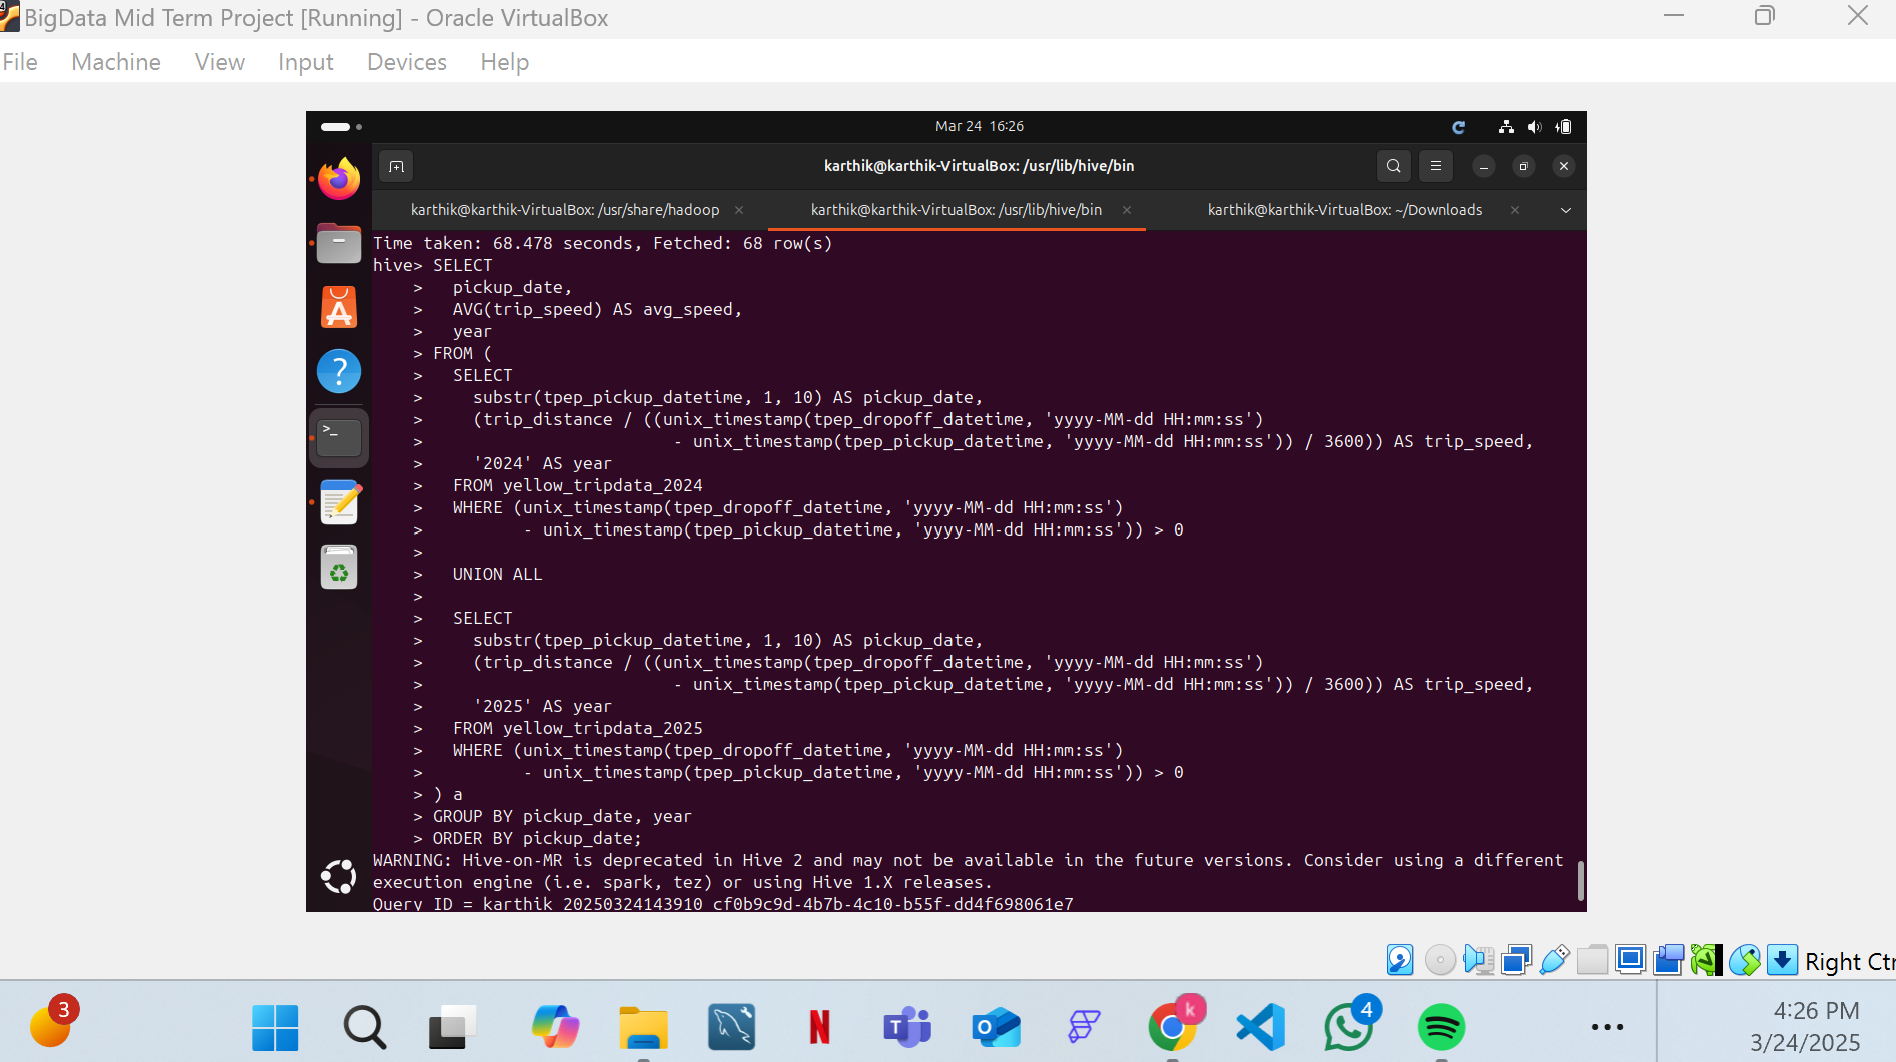 BigData Mid Term Project [Running] - Oracle VirtualBox
File Machine View Input Devices Help
Mar 24 16:26
karthik@karthik-VirtualBox: /usr/lib/hive/bin
karthik@karthik-VirtualBox: /usr/share/hadoop × karthik@karthik-VirtualBox: /usr/lib/hive/bin × karthik@karthik-VirtualBox: ~/Downloads ×
Time taken: 68.478 seconds, Fetched: 68 row(s)
hive> SELECT
    >   pickup_date,
    >   AVG(trip_speed) AS avg_speed,
    >   year
    > FROM (
    >   SELECT
    >     substr(tpep_pickup_datetime, 1, 10) AS pickup_date,
    >     (trip_distance / ((unix_timestamp(tpep_dropoff_datetime, 'yyyy-MM-dd HH:mm:ss')
    >                         - unix_timestamp(tpep_pickup_datetime, 'yyyy-MM-dd HH:mm:ss')) / 3600)) AS trip_speed,
    >     '2024' AS year
    >   FROM yellow_tripdata_2024
    >   WHERE (unix_timestamp(tpep_dropoff_datetime, 'yyyy-MM-dd HH:mm:ss')
    >          - unix_timestamp(tpep_pickup_datetime, 'yyyy-MM-dd HH:mm:ss')) > 0
    >
    >   UNION ALL
    >
    >   SELECT
    >     substr(tpep_pickup_datetime, 1, 10) AS pickup_date,
    >     (trip_distance / ((unix_timestamp(tpep_dropoff_datetime, 'yyyy-MM-dd HH:mm:ss')
    >                         - unix_timestamp(tpep_pickup_datetime, 'yyyy-MM-dd HH:mm:ss')) / 3600)) AS trip_speed,
    >     '2025' AS year
    >   FROM yellow_tripdata_2025
    >   WHERE (unix_timestamp(tpep_dropoff_datetime, 'yyyy-MM-dd HH:mm:ss')
    >          - unix_timestamp(tpep_pickup_datetime, 'yyyy-MM-dd HH:mm:ss')) > 0
    > ) a
    > GROUP BY pickup_date, year
    > ORDER BY pickup_date;
WARNING: Hive-on-MR is deprecated in Hive 2 and may not be available in the future versions. Consider using a different
execution engine (i.e. spark, tez) or using Hive 1.X releases.
Query ID = karthik_20250324143910_cf0b9c9d-4b7b-4c10-b55f-dd4f698061e7
Right Ctr
3
k
4
4:26 PM
3/24/2025